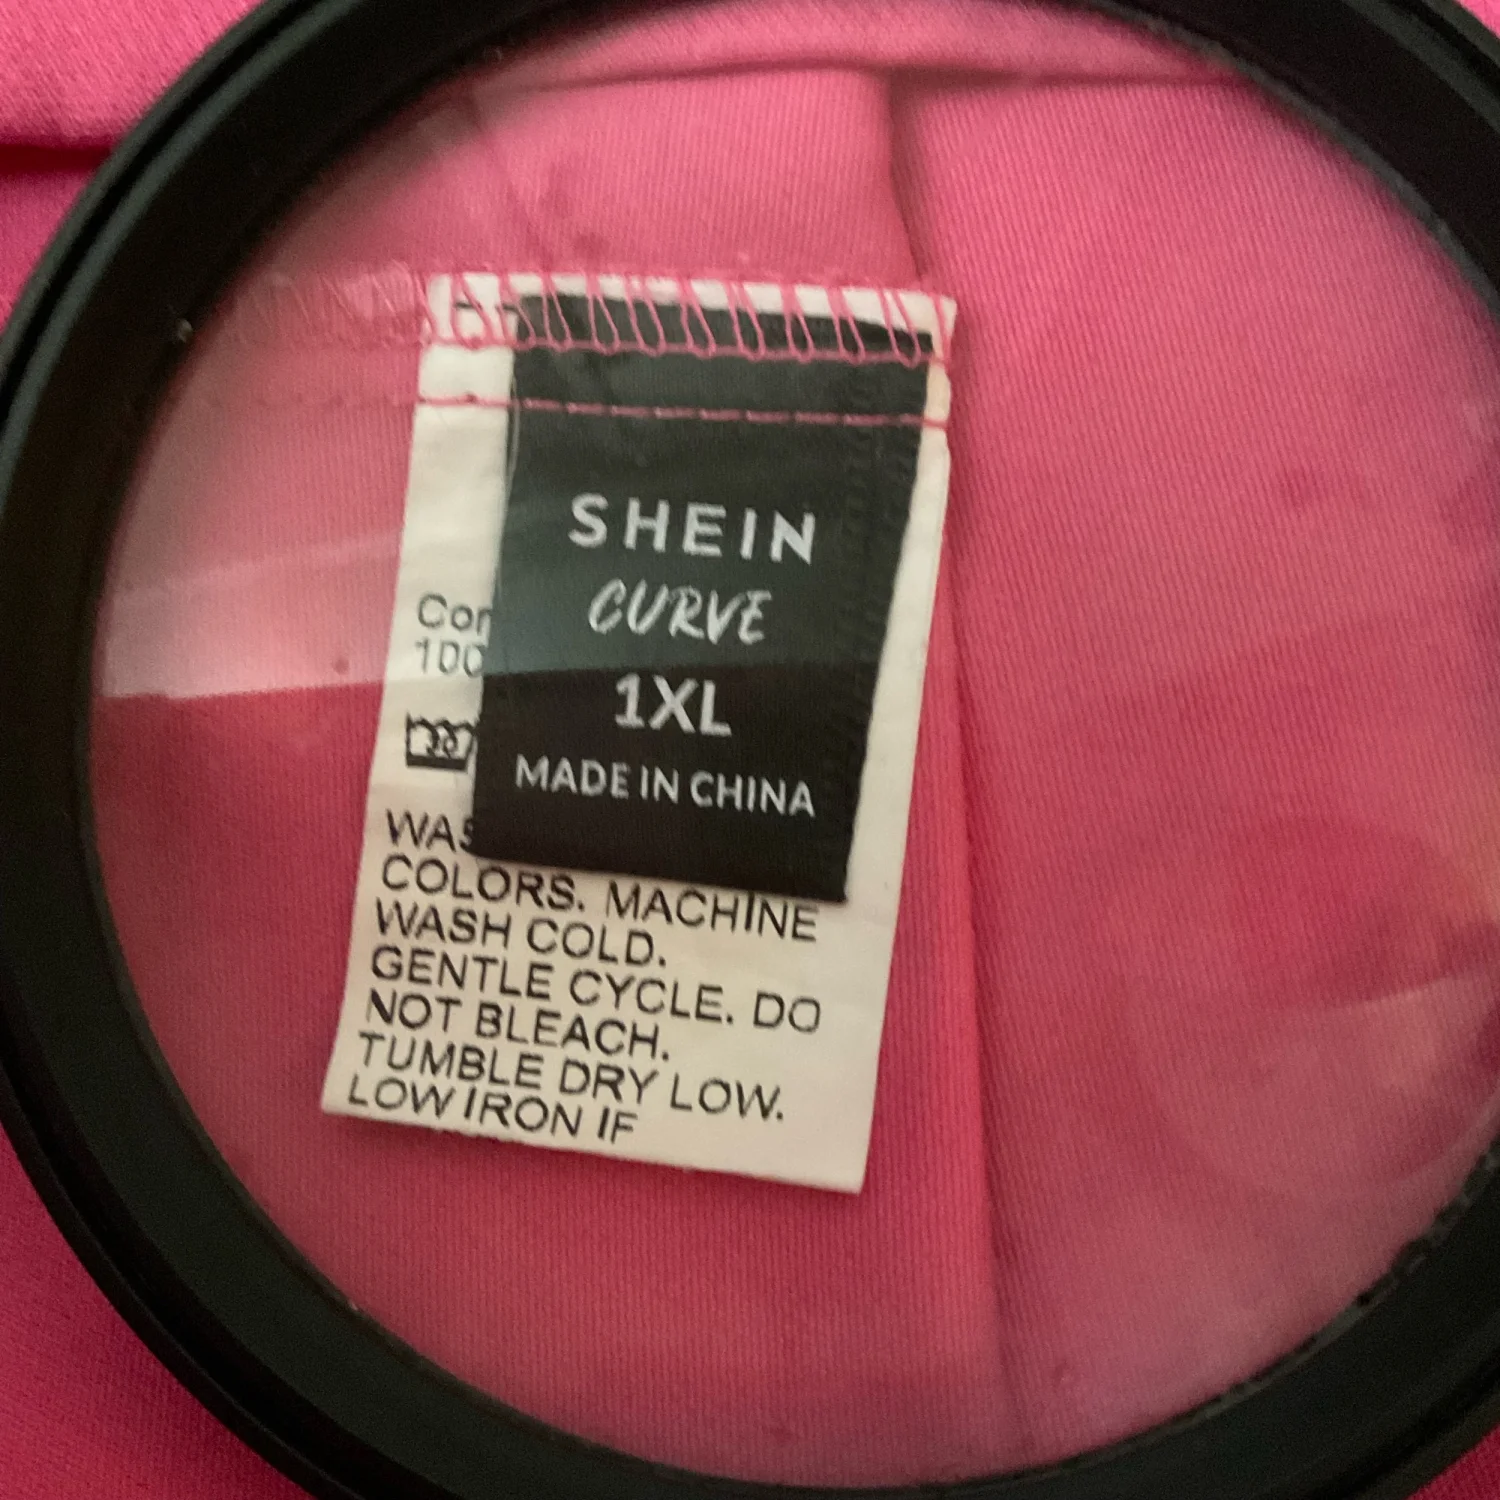 SHEIN
CURVE
1XL
MADE IN CHINA
COLORS. MACHINE
WASH COLD.
GENTLE CYCLE. DO
NOT BLEACH.
TUMBLE DRY LOW.
LOW IRON IF